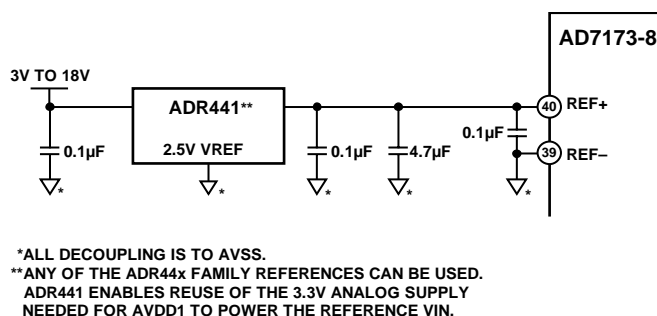 AD7173-8
3V TO 18V
ADR441**
2.5V VREF
0.1µF
*
*
0.1µF
*
4.7µF
*
0.1µF
*
40 REF+
39 REF–
*ALL DECOUPLING IS TO AVSS.
**ANY OF THE ADR44x FAMILY REFERENCES CAN BE USED.
ADR441 ENABLES REUSE OF THE 3.3V ANALOG SUPPLY
NEEDED FOR AVDD1 TO POWER THE REFERENCE VIN.